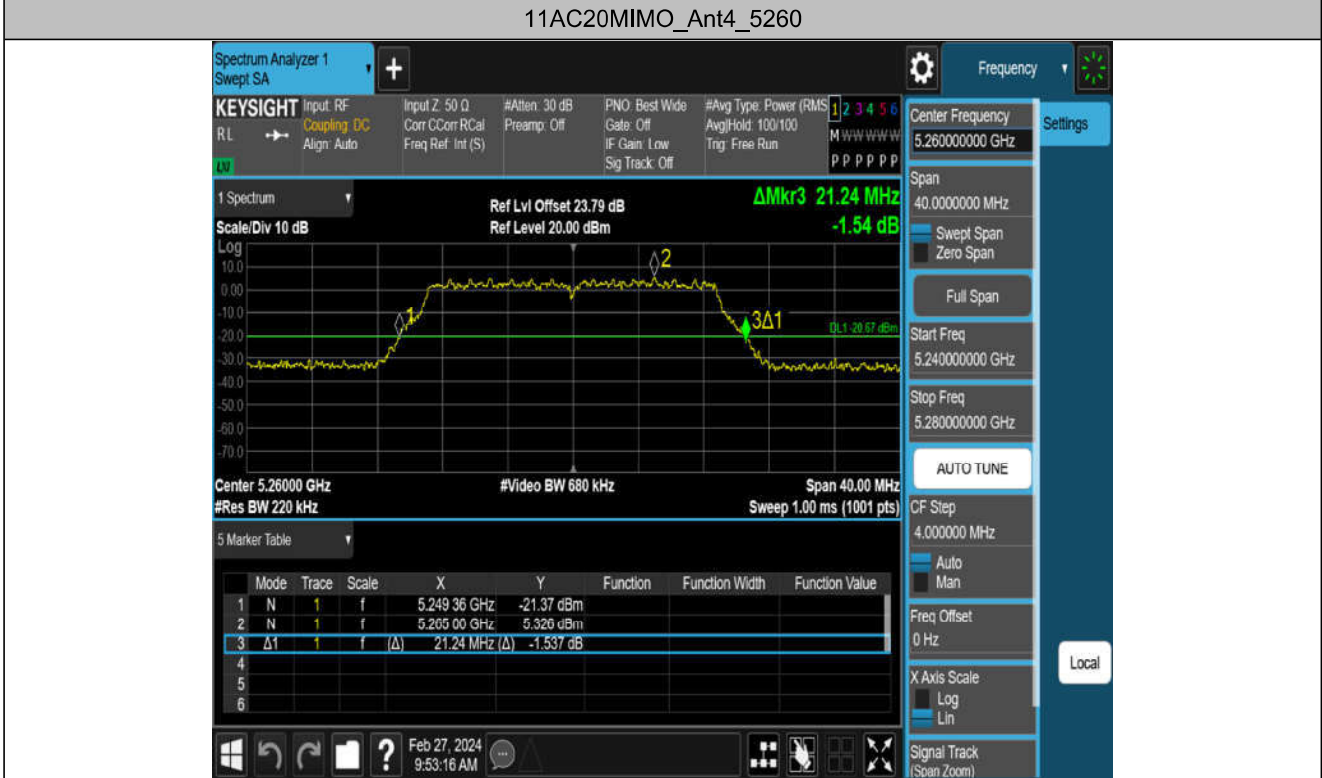 11AC20MIMO_Ant4_5260
Spectrum Analyzer 1
Swept SA
Frequency
KEYSIGHT
RL
LXI
Input: RF
Coupling: DC
Align: Auto
Input Z: 50 Ω
Corr CCorr RCal
Freq Ref: Int (S)
#Atten: 30 dB
Preamp: Off
PNO: Best Wide
Gate: Off
IF Gain: Low
Sig Track: Off
#Avg Type: Power (RMS
Avg|Hold: 100/100
Trig: Free Run
1 2 3 4 5 6
M W W W W W
P P P P P P
1 Spectrum
Ref Lvl Offset 23.79 dB
ΔMkr3 21.24 MHz
Scale/Div 10 dB
Ref Level 20.00 dBm
-1.54 dB
Log
10.0
0.00
-10.0
-20.0
-30.0
-40.0
-50.0
-60.0
-70.0
1
2
3Δ1
DL1 -20.67 dBm
Center 5.26000 GHz
#Video BW 680 kHz
Span 40.00 MHz
#Res BW 220 kHz
Sweep 1.00 ms (1001 pts)
5 Marker Table
Mode Trace Scale X Y Function Function Width Function Value
1 N 1 f 5.249 36 GHz -21.37 dBm
2 N 1 f 5.265 00 GHz 5.326 dBm
3 Δ1 1 f (Δ) 21.24 MHz (Δ) -1.537 dB
4
5
6
Feb 27, 2024
9:53:16 AM
Center Frequency
5.260000000 GHz
Settings
Span
40.0000000 MHz
Swept Span
Zero Span
Full Span
Start Freq
5.240000000 GHz
Stop Freq
5.280000000 GHz
AUTO TUNE
CF Step
4.000000 MHz
Auto
Man
Freq Offset
0 Hz
Local
X Axis Scale
Log
Lin
Signal Track
(Span Zoom)